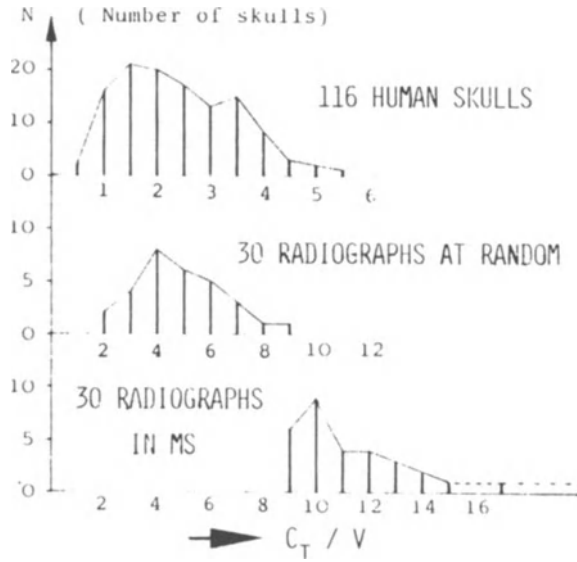 N ( Number of skulls)
20
116 HUMAN SKULLS
10
0
1 2 3 4 5 6
10
30 RADIOGRAPHS AT RANDOM
5
0
2 4 6 8 10 12
10
30 RADIOGRAPHS
5
IN MS
0
2 4 6 8 10 12 14 16
C_T / V